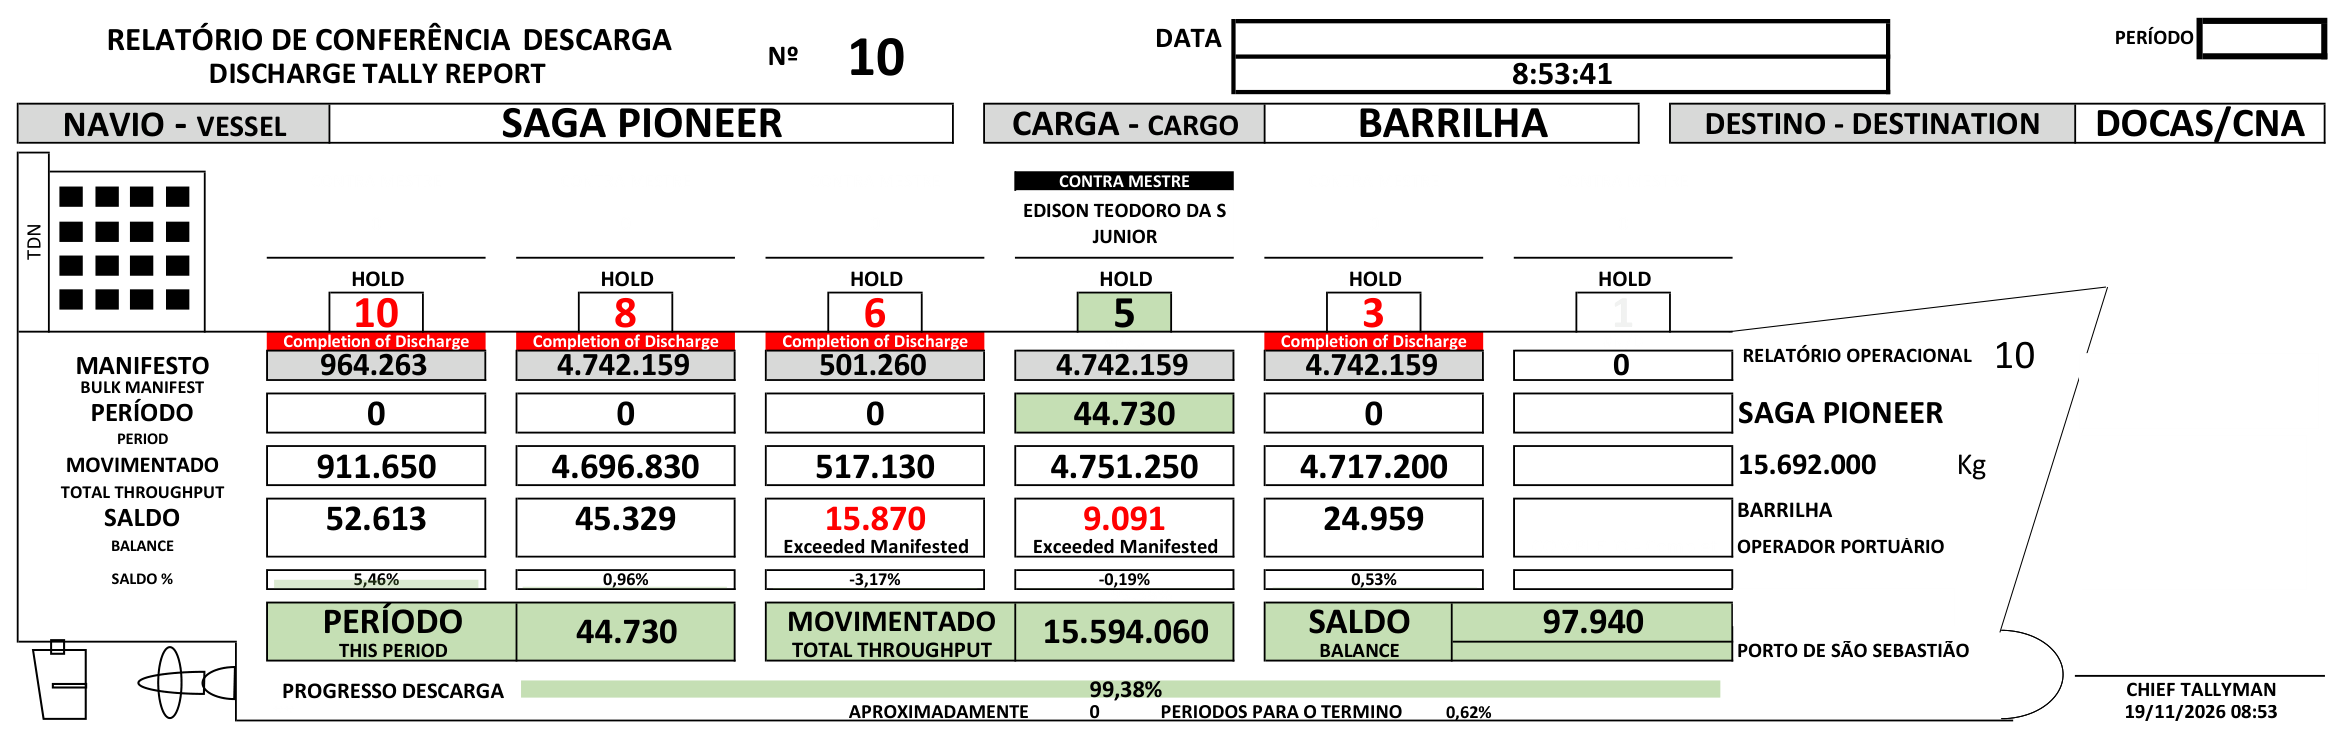 RELATÓRIO DE CONFERÊNCIA DESCARGA
DISCHARGE TALLY REPORT
Nº 10
DATA
8:53:41
PERÍODO
NAVIO - VESSEL SAGA PIONEER CARGA - CARGO BARRILHA DESTINO - DESTINATION DOCAS/CNA
TDN
CONTRA MESTRE
EDISON TEODORO DA S
JUNIOR
HOLD HOLD HOLD HOLD HOLD HOLD
10 8 6 5 3 1
Completion of Discharge Completion of Discharge Completion of Discharge Completion of Discharge
MANIFESTO 964.263 4.742.159 501.260 4.742.159 4.742.159 0 RELATÓRIO OPERACIONAL 10
BULK MANIFEST
PERÍODO 0 0 0 44.730 0 SAGA PIONEER
PERIOD
MOVIMENTADO 911.650 4.696.830 517.130 4.751.250 4.717.200 15.692.000 Kg
TOTAL THROUGHPUT
SALDO 52.613 45.329 15.870 9.091 24.959 BARRILHA
BALANCE Exceeded Manifested Exceeded Manifested OPERADOR PORTUÁRIO
SALDO % 5,46% 0,96% -3,17% -0,19% 0,53%
PERÍODO 44.730 MOVIMENTADO 15.594.060 SALDO 97.940
THIS PERIOD TOTAL THROUGHPUT BALANCE PORTO DE SÃO SEBASTIÃO
PROGRESSO DESCARGA 99,38%
APROXIMADAMENTE 0 PERIODOS PARA O TERMINO 0,62%
CHIEF TALLYMAN
19/11/2026 08:53